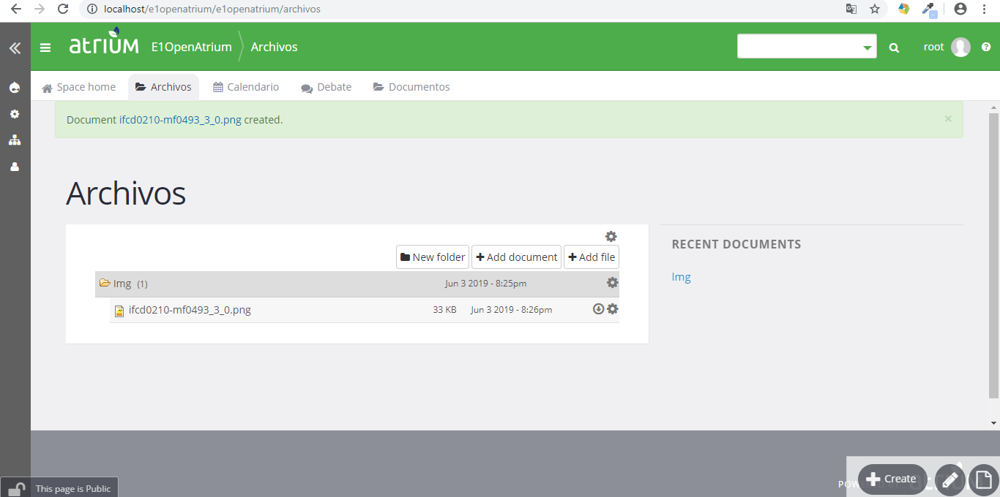 localhost/e1openatrium/e1openatrium/archivos
atrium E1OpenAtrium Archivos root
Space home Archivos Calendario Debate Documentos
Document ifcd0210-mf0493_3_0.png created. ×
Archivos
New folder Add document Add file
Img (1) Jun 3 2019 - 8:25pm
ifcd0210-mf0493_3_0.png 33 KB Jun 3 2019 - 8:26pm
RECENT DOCUMENTS
Img
Create
This page is Public